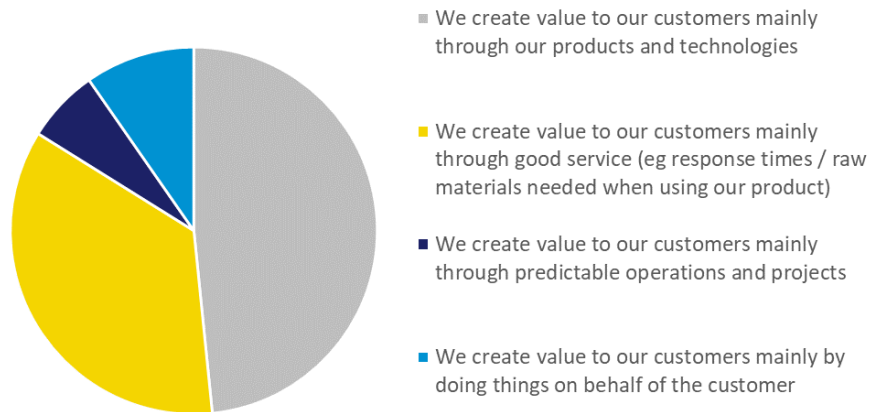 We create value to our customers mainly
through our products and technologies
We create value to our customers mainly
through good service (eg response times / raw
materials needed when using our product)
We create value to our customers mainly
through predictable operations and projects
We create value to our customers mainly by
doing things on behalf of the customer